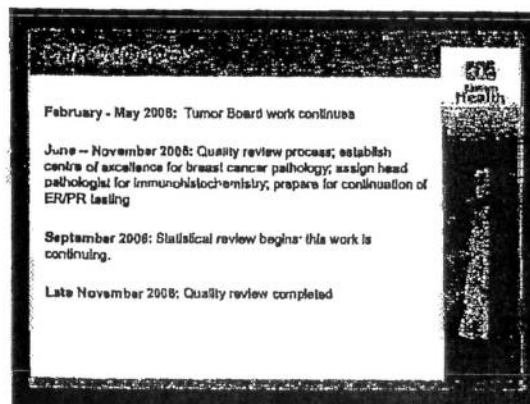 February - May 2006: Tumor Board work continues
June – November 2006: Quality review process; establish
centre of excellence for breast cancer pathology; assign head
pathologist for immunohistochemistry; prepare for continuation of
ER/PR testing
September 2006: Statistical review begins; this work is
continuing.
Late November 2006: Quality review completed
Health